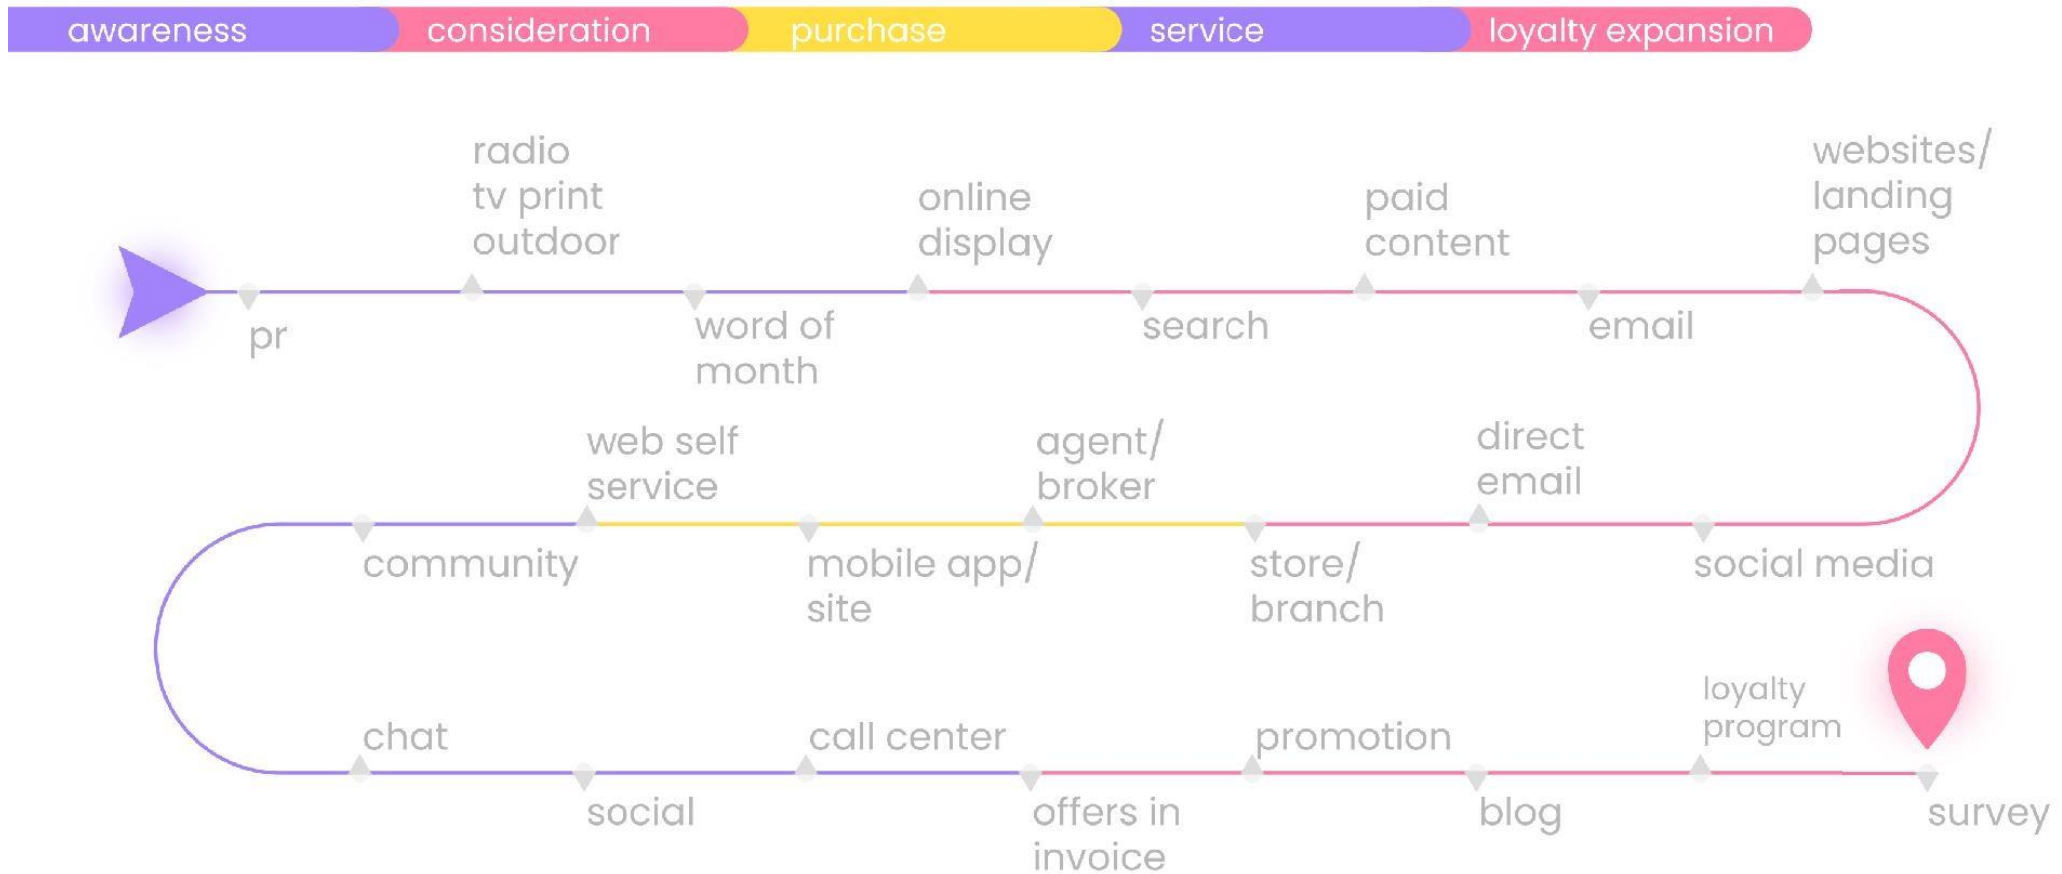 awareness
consideration
purchase
service
loyalty expansion
radio
tv print
outdoor
online
display
paid
content
websites/
landing
pages
pr
word of
month
search
email
web self
service
agent/
broker
direct
email
community
mobile app/
site
store/
branch
social media
chat
call center
promotion
loyalty
program
social
offers in
invoice
blog
survey